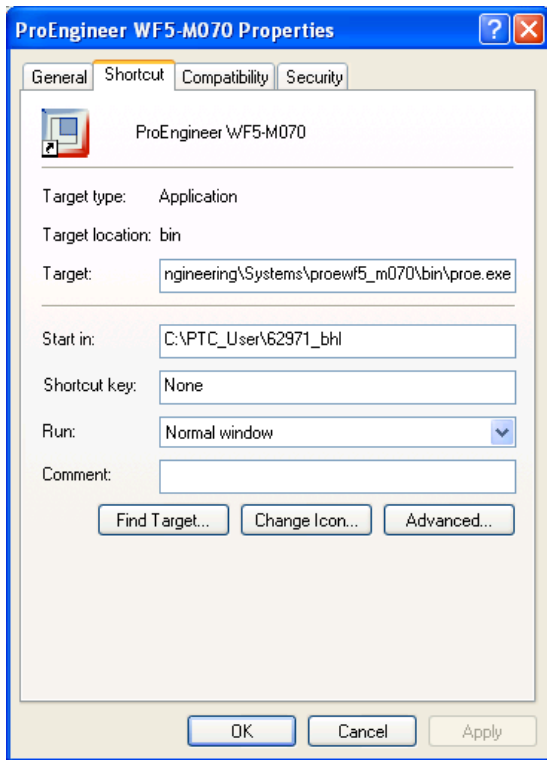 ProEngineer WF5-M070 Properties
General Shortcut Compatibility Security
ProEngineer WF5-M070
Target type: Application
Target location: bin
Target: ngineering\Systems\proewf5_m070\bin\proe.exe
Start in: C:\PTC_User\62971_bhl
Shortcut key: None
Run: Normal window
Comment:
Find Target... Change Icon... Advanced...
OK Cancel Apply